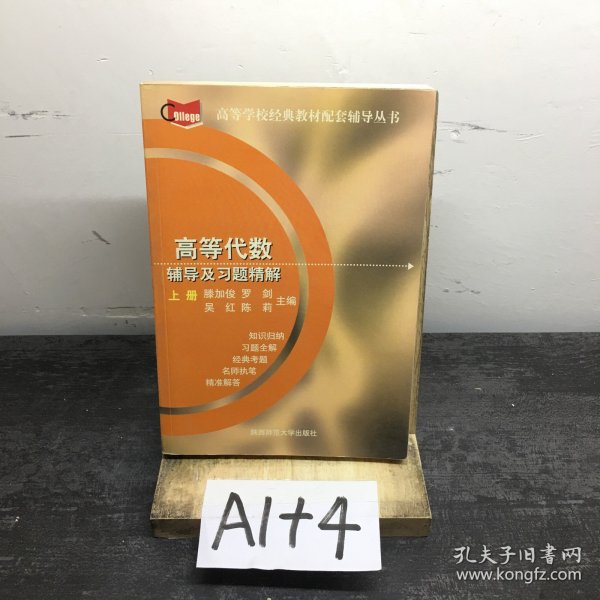 College
高等学校经典教材配套辅导丛书
高等代数
辅导及习题精解
上册 滕加俊 罗 剑
吴 红 陈 莉 主编
知识归纳
习题全解
经典考题
名师执笔
精准解答
陕西师范大学出版社
A1+4
孔夫子旧书网
www.kongfz.com